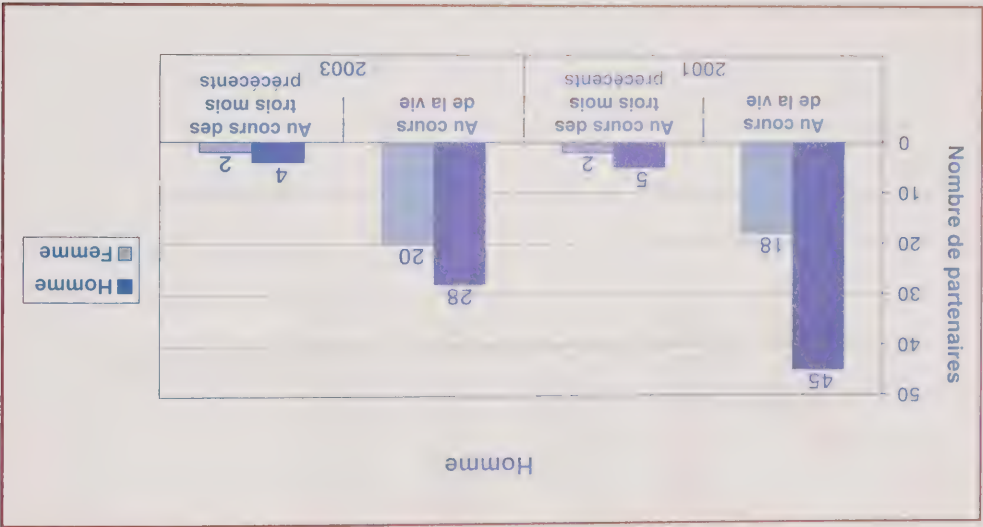 Homme
Nombre de partenaires
50
40
30
20
10
0
45
18
5
2
28
20
4
2
Au cours
de la vie
Au cours des
trois mois
précécents
Au cours
de la vie
Au cours des
trois mois
précécents
2001
2003
Homme
Femme